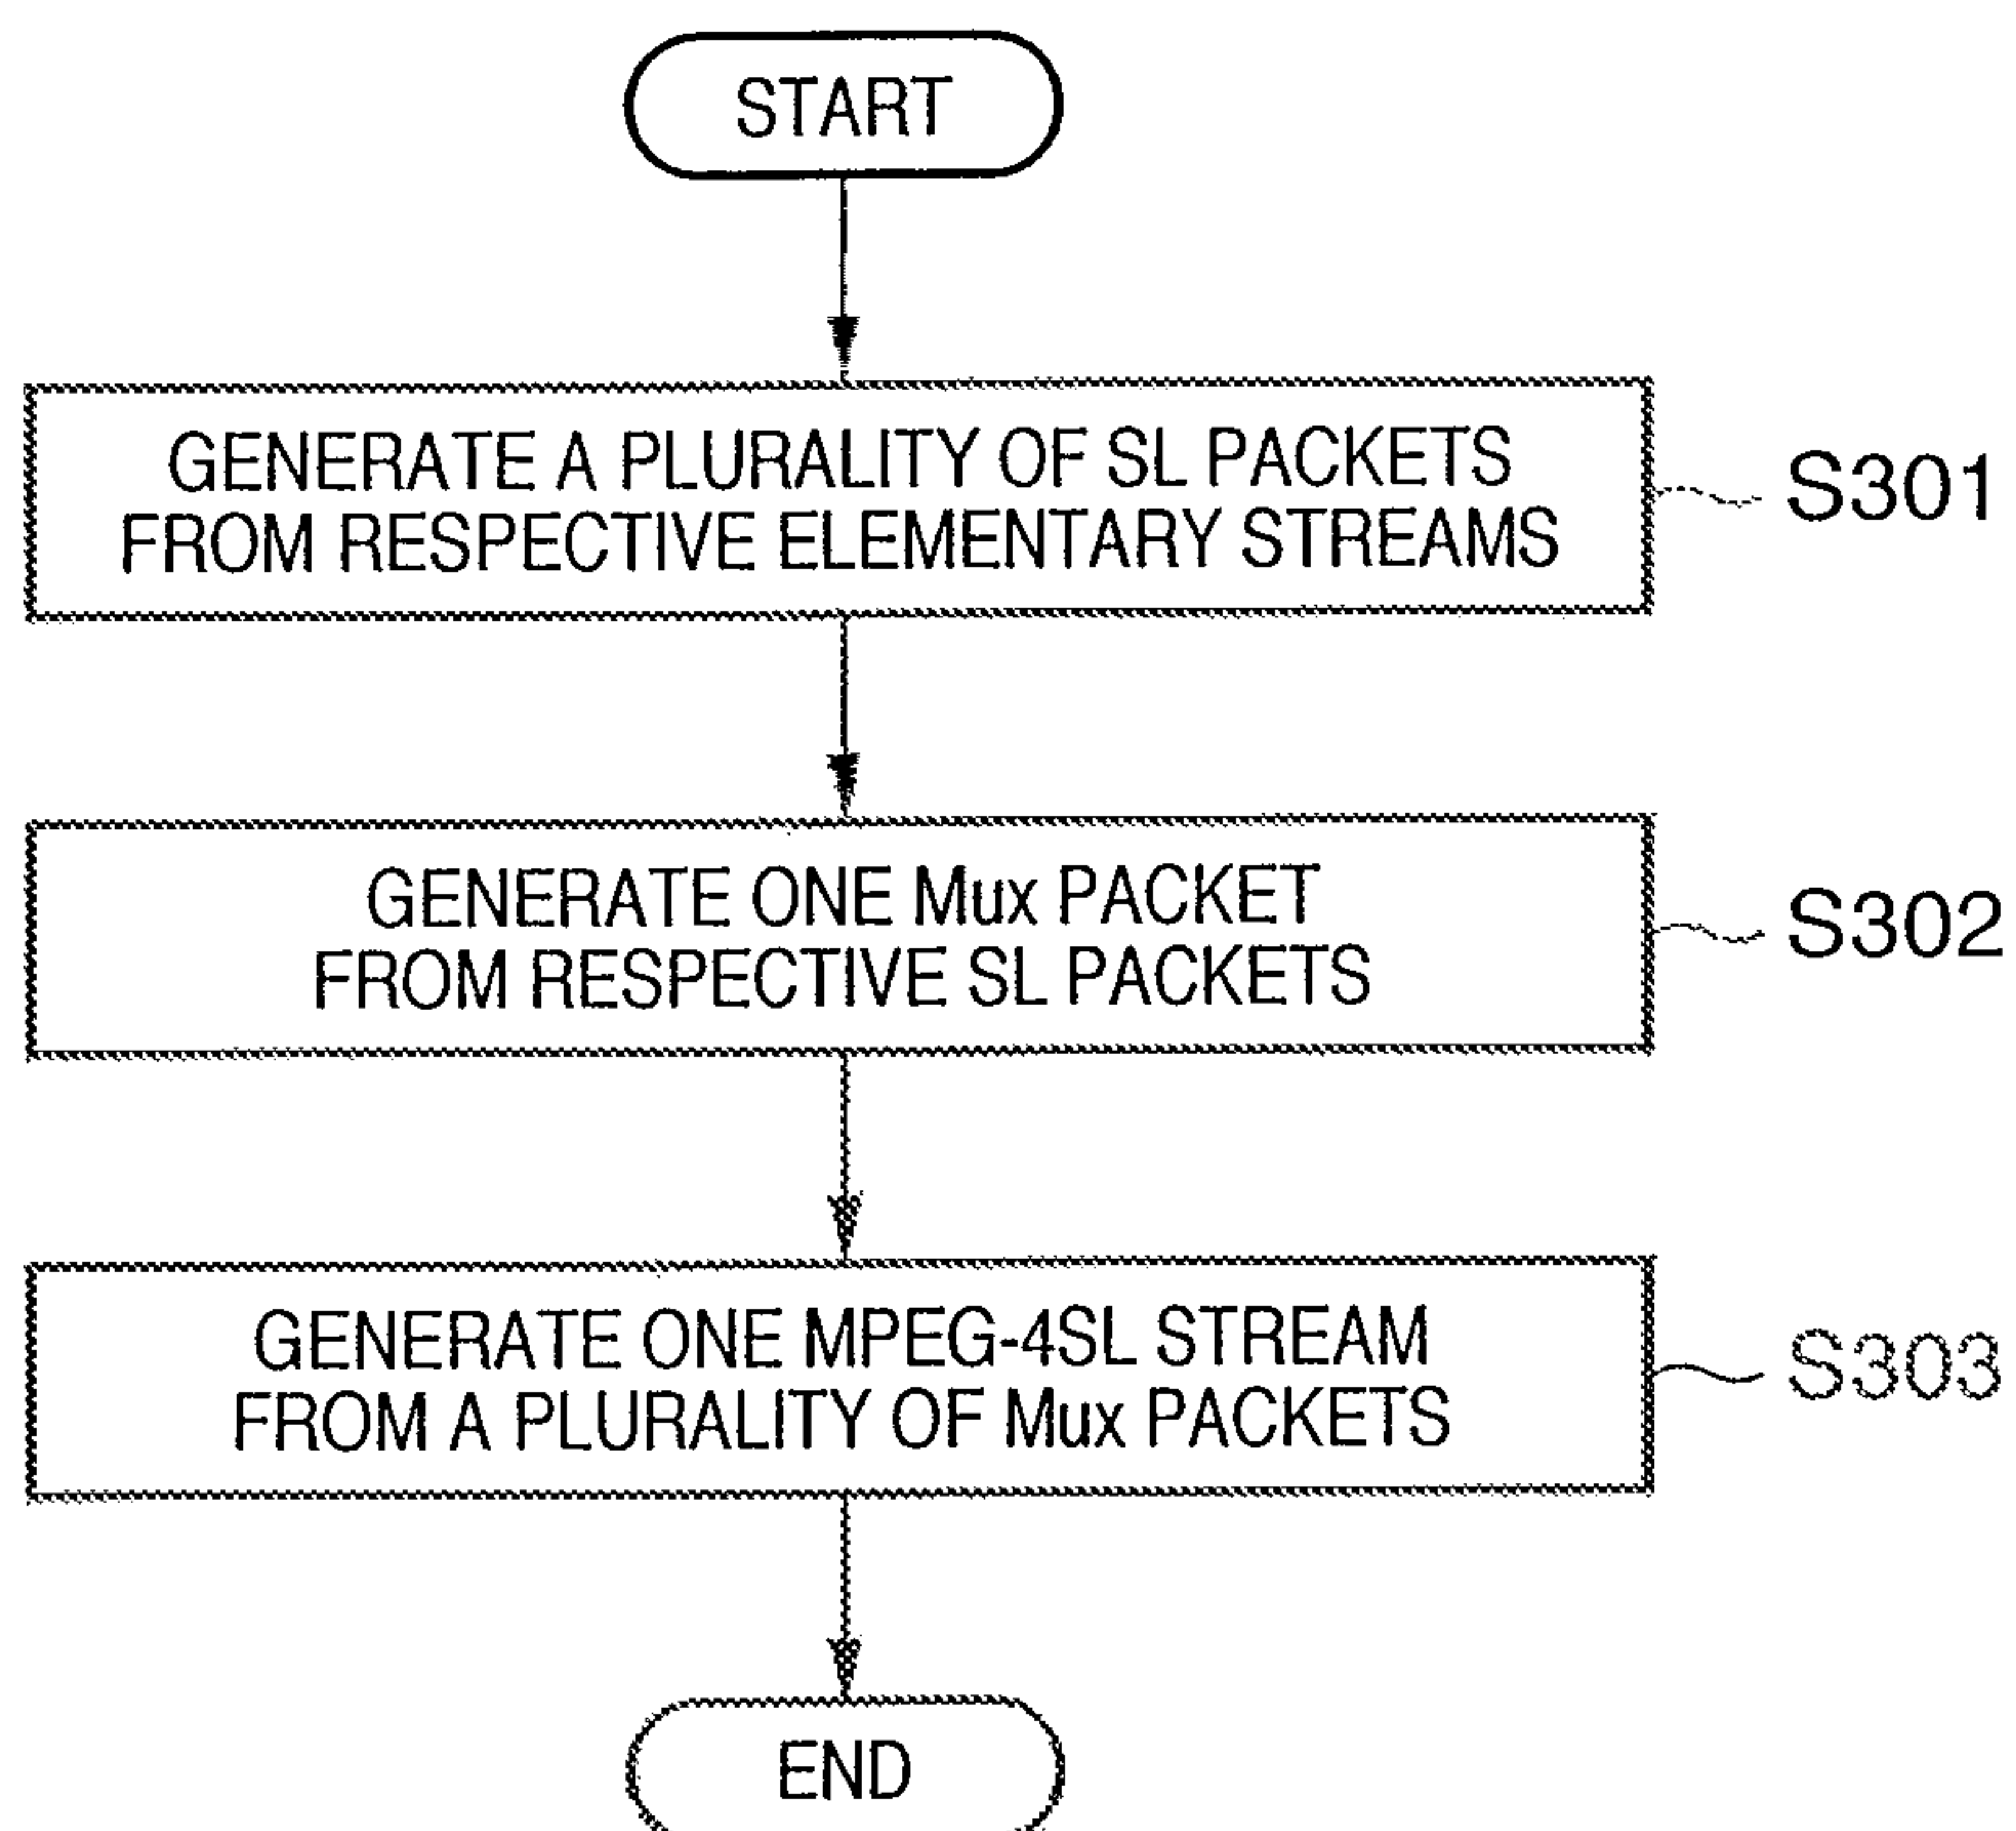 START
GENERATE A PLURALITY OF SL PACKETS
FROM RESPECTIVE ELEMENTARY STREAMS
S301
GENERATE ONE Mux PACKET
FROM RESPECTIVE SL PACKETS
S302
GENERATE ONE MPEG-4SL STREAM
FROM A PLURALITY OF Mux PACKETS
S303
END